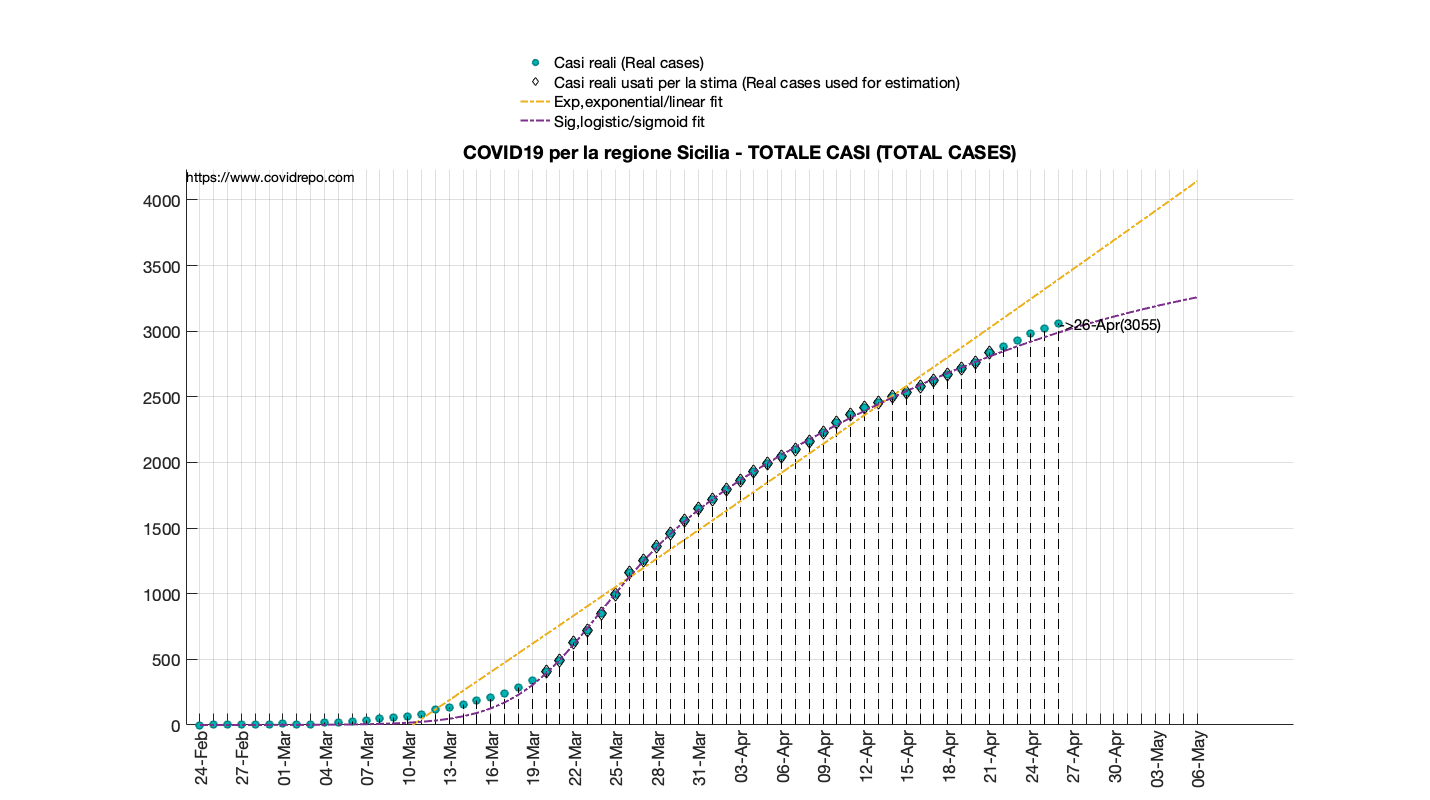 Casi reali (Real cases)
Casi reali usati per la stima (Real cases used for estimation)
Exp,exponential/linear fit
Sig,logistic/sigmoid fit
COVID19 per la regione Sicilia - TOTALE CASI (TOTAL CASES)
https://www.covidrepo.com
4000
3500
3000
2500
2000
1500
1000
500
0
->26-Apr(3055)
24-Feb
27-Feb
01-Mar
04-Mar
07-Mar
10-Mar
13-Mar
16-Mar
19-Mar
22-Mar
25-Mar
28-Mar
31-Mar
03-Apr
06-Apr
09-Apr
12-Apr
15-Apr
18-Apr
21-Apr
24-Apr
27-Apr
30-Apr
03-May
06-May